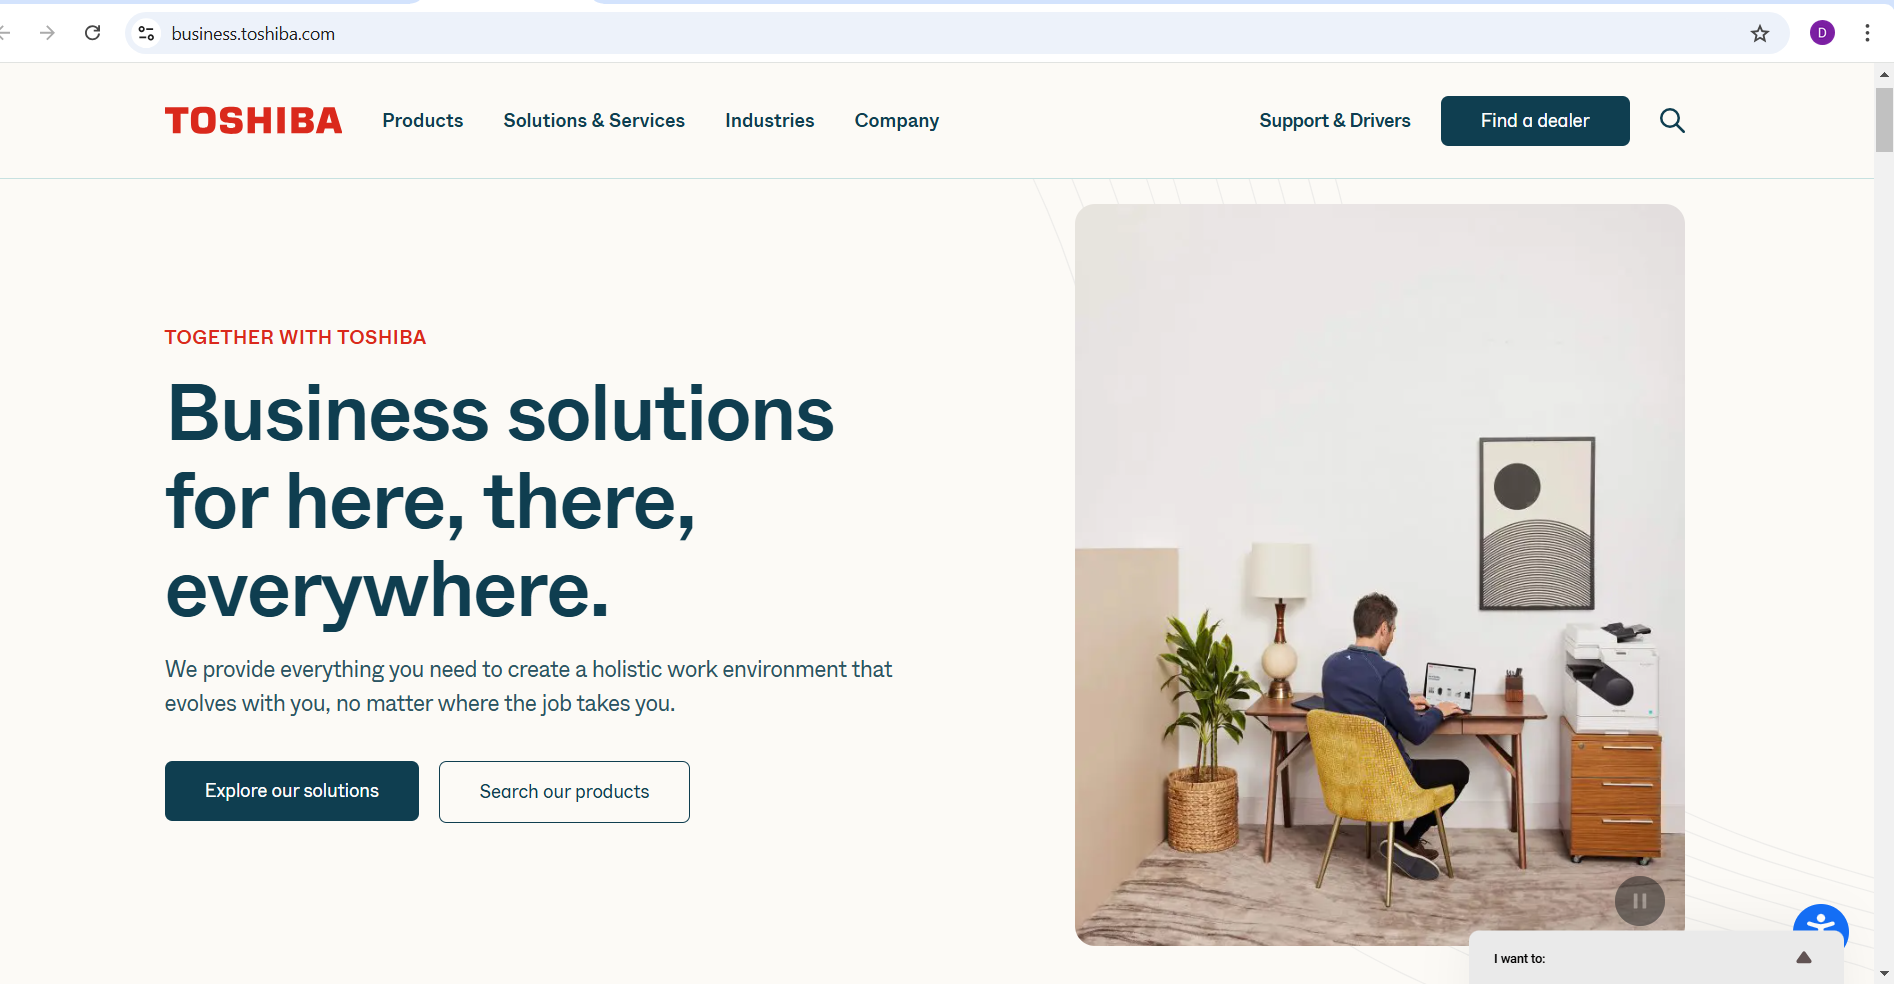 business.toshiba.com
D
TOSHIBA
Products
Solutions & Services
Industries
Company
Support & Drivers
Find a dealer
TOGETHER WITH TOSHIBA
Business solutions
for here, there,
everywhere.
We provide everything you need to create a holistic work environment that
evolves with you, no matter where the job takes you.
Explore our solutions
Search our products
I want to: